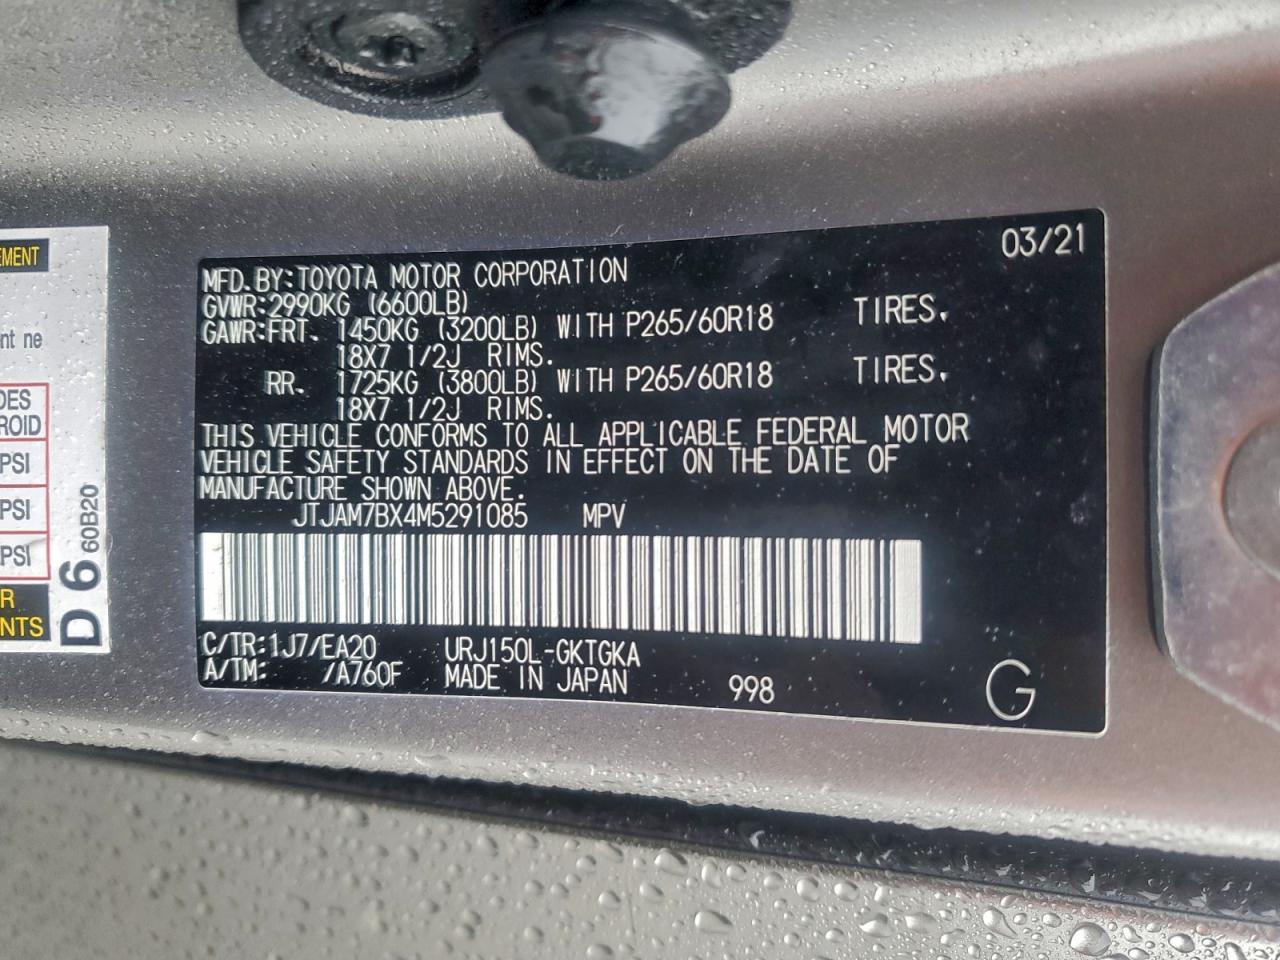 03/21
MFD.BY:TOYOTA MOTOR CORPORATION
GVWR:2990KG (6600LB)
GAWR:FRT. 1450KG (3200LB) WITH P265/60R18 TIRES.
18X7 1/2J RIMS.
RR. 1725KG (3800LB) WITH P265/60R18 TIRES.
18X7 1/2J RIMS.
THIS VEHICLE CONFORMS TO ALL APPLICABLE FEDERAL MOTOR
VEHICLE SAFETY STANDARDS IN EFFECT ON THE DATE OF
MANUFACTURE SHOWN ABOVE.
JTJAM7BX4M5291085 MPV
C/TR:1J7/EA20 URJ150L-GKTGKA
A/TM: /A760F MADE IN JAPAN 998 G
EMENT
nt ne
DES
ROID
PSI
PSI
PSI
R
NTS
D 6 60B20